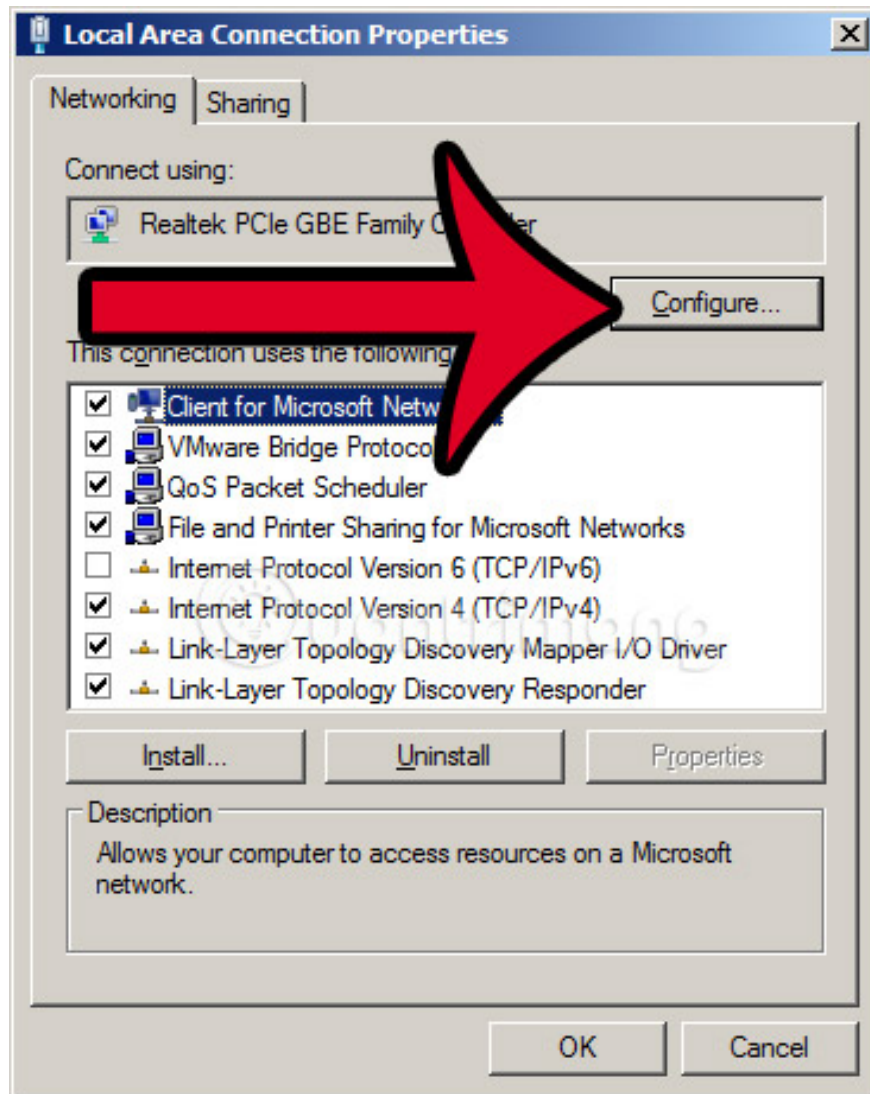 Local Area Connection Properties
Networking
Sharing
Connect using:
Realtek PCIe GBE Family
Configure...
This connection uses the following
Client for Microsoft
VMware Bridge Protocol
QoS Packet Scheduler
File and Printer Sharing for Microsoft Networks
Internet Protocol Version 6 (TCP/IPv6)
Internet Protocol Version 4 (TCP/IPv4)
Link-Layer Topology Discovery Mapper I/O Driver
Link-Layer Topology Discovery Responder
Install...
Uninstall
Properties
Description
Allows your computer to access resources on a Microsoft
network.
OK
Cancel